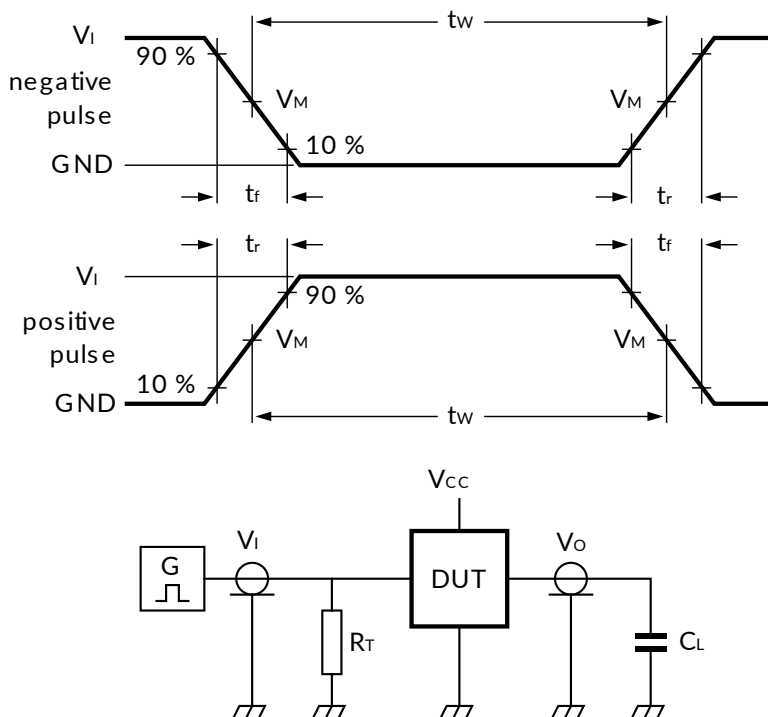 tW
VI
90 %
negative
pulse
VM
VM
10 %
GND
tf
tr
tr
tf
VI
90 %
positive
pulse
VM
VM
10 %
GND
tW
VCC
VI
VO
G
DUT
RT
CL